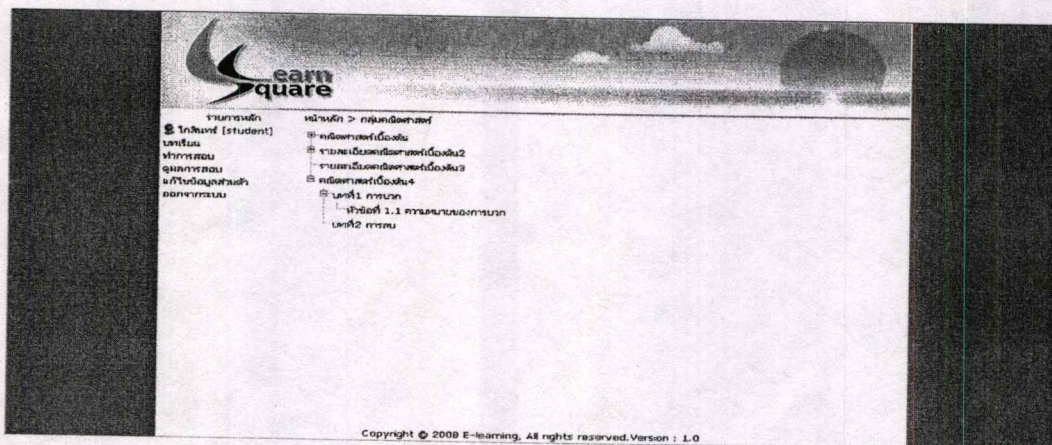 Learn
Square
รายการหลัก
โกสินทร์ [student]
บทเรียน
ทำการสอบ
ดูผลการสอบ
แก้ไขข้อมูลส่วนตัว
ออกจากระบบ
หน้าหลัก > กลุ่มคณิตศาสตร์
คณิตศาสตร์เบื้องต้น
รายละเอียดคณิตศาสตร์เบื้องต้น2
รายละเอียดคณิตศาสตร์เบื้องต้น3
คณิตศาสตร์เบื้องต้น4
บทที่1 การบวก
หัวข้อที่ 1.1 ความหมายของการบวก
บทที่2 การลบ
Copyright © 2008 E-learning, All rights reserved.Version : 1.0